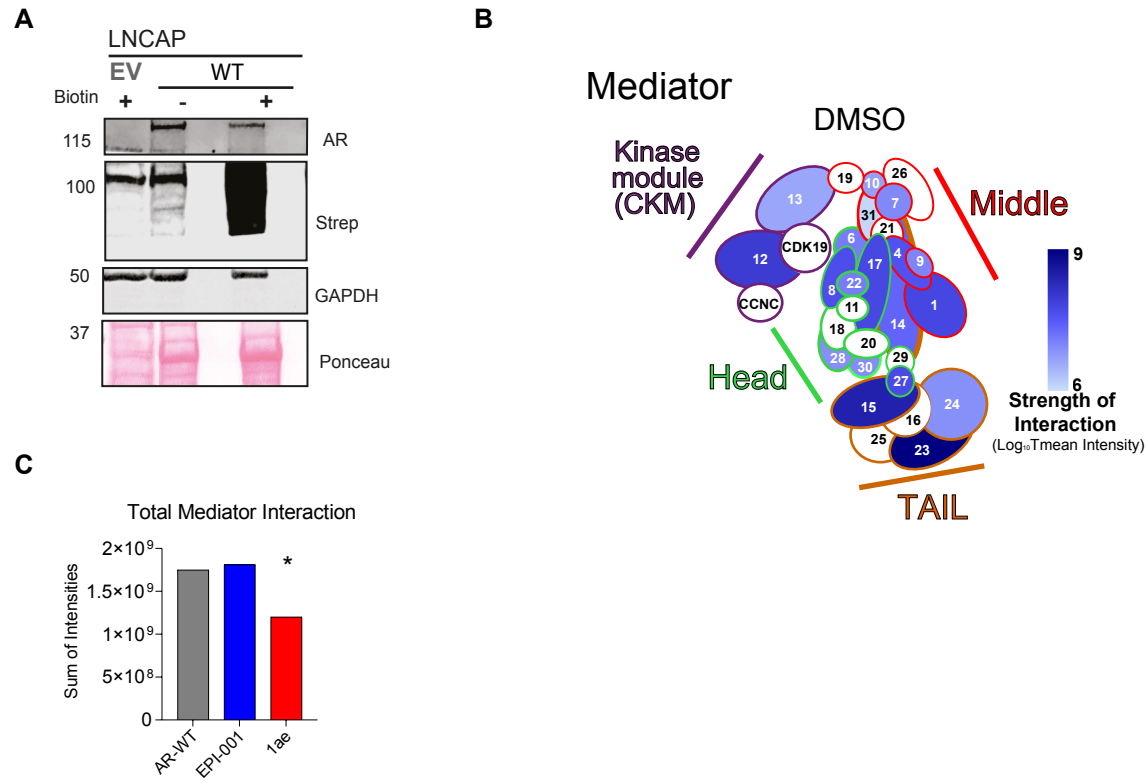 A
LNCAP
EV
WT
Biotin
+ - +
115
AR
100
Strep
50
GAPDH
37
Ponceau
B
Mediator
DMSO
Kinase
module
(CKM)
Middle
Head
TAIL
19
10
26
13
7
31
21
6
CDK19
17
4
9
12
8
22
CCNC
11
1
18
14
20
28
30
29
27
15
24
16
25
23
9
6
Strength of
Interaction
(Log₁₀Tmean Intensity)
C
Total Mediator Interaction
Sum of Intensities
2×10⁹
1.5×10⁹
1×10⁹
5×10⁸
0
*
AR-WT
EPI-001
1ae